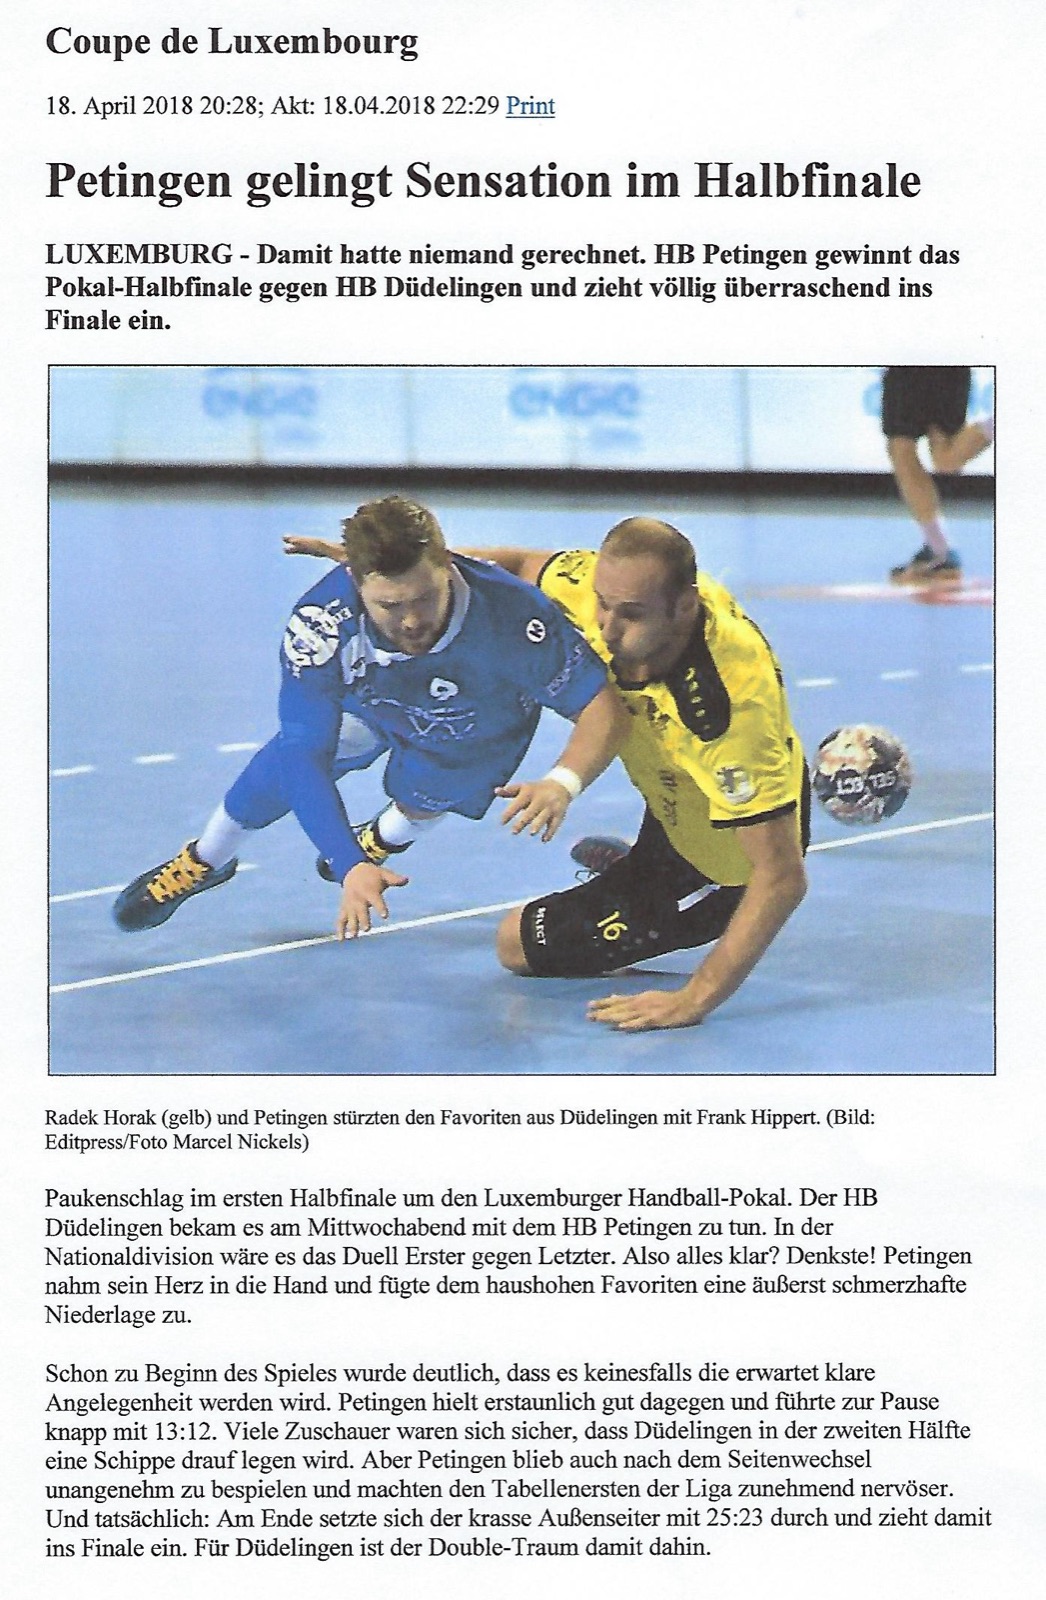 Coupe de Luxembourg
18. April 2018 20:28; Akt: 18.04.2018 22:29 Print
Petingen gelingt Sensation im Halbfinale
LUXEMBURG - Damit hatte niemand gerechnet. HB Petingen gewinnt das
Pokal-Halbfinale gegen HB Düdelingen und zieht völlig überraschend ins
Finale ein.
ENGIE ENGIE
SELECT
SELECT
16
Radek Horak (gelb) und Petingen stürzten den Favoriten aus Düdelingen mit Frank Hippert. (Bild:
Editpress/Foto Marcel Nickels)
Paukenschlag im ersten Halbfinale um den Luxemburger Handball-Pokal. Der HB
Düdelingen bekam es am Mittwochabend mit dem HB Petingen zu tun. In der
Nationaldivision wäre es das Duell Erster gegen Letzter. Also alles klar? Denkste! Petingen
nahm sein Herz in die Hand und fügte dem haushohen Favoriten eine äußerst schmerzhafte
Niederlage zu.
Schon zu Beginn des Spieles wurde deutlich, dass es keinesfalls die erwartet klare
Angelegenheit werden wird. Petingen hielt erstaunlich gut dagegen und führte zur Pause
knapp mit 13:12. Viele Zuschauer waren sich sicher, dass Düdelingen in der zweiten Hälfte
eine Schippe drauf legen wird. Aber Petingen blieb auch nach dem Seitenwechsel
unangenehm zu bespielen und machten den Tabellenersten der Liga zunehmend nervöser.
Und tatsächlich: Am Ende setzte sich der krasse Außenseiter mit 25:23 durch und zieht damit
ins Finale ein. Für Düdelingen ist der Double-Traum damit dahin.